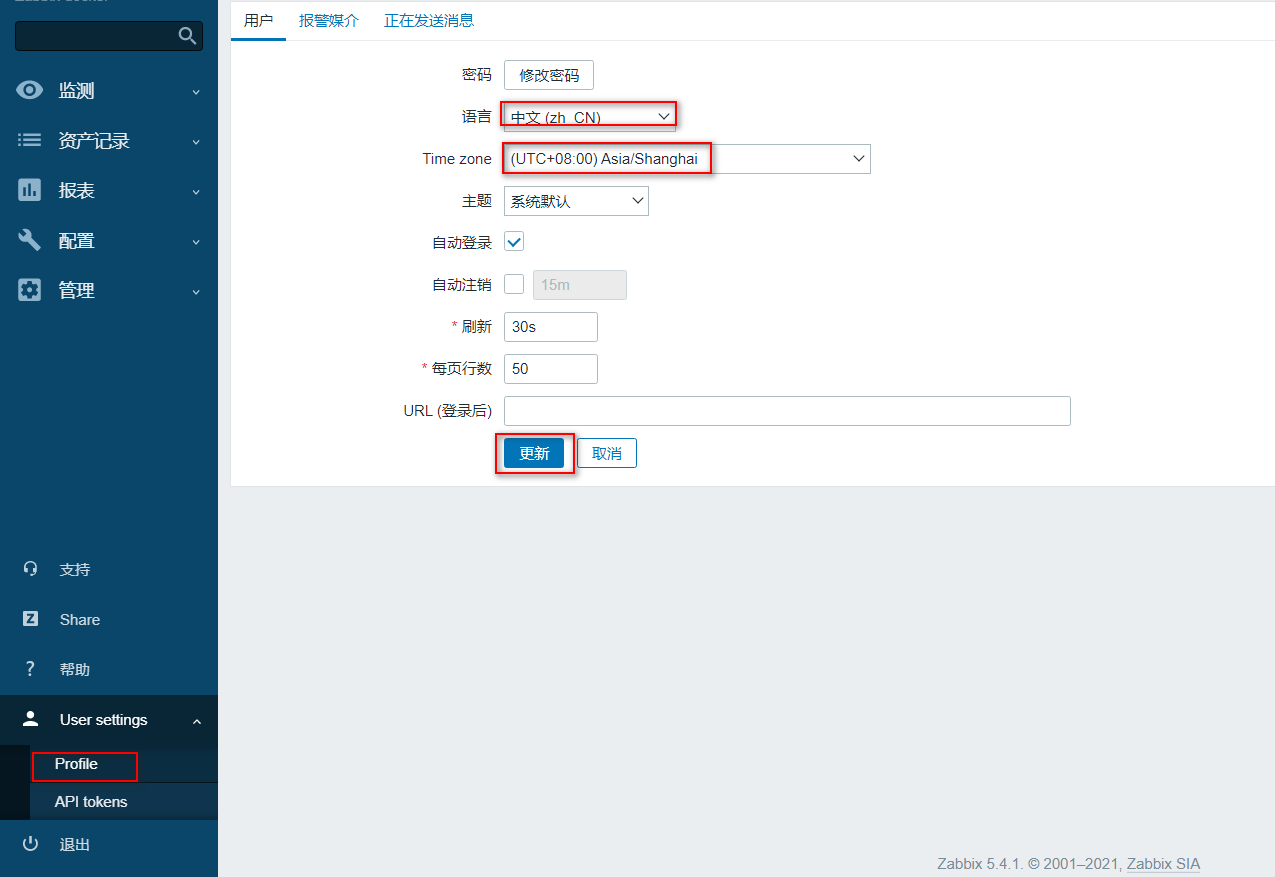 监测
资产记录
报表
配置
管理
支持
Share
帮助
User settings
Profile
API tokens
退出
用户 报警媒介 正在发送消息
密码 修改密码
语言 中文 (zh_CN)
Time zone (UTC+08:00) Asia/Shanghai
主题 系统默认
自动登录
自动注销 15m
* 刷新 30s
* 每页行数 50
URL (登录后)
更新 取消
Zabbix 5.4.1. © 2001–2021, Zabbix SIA